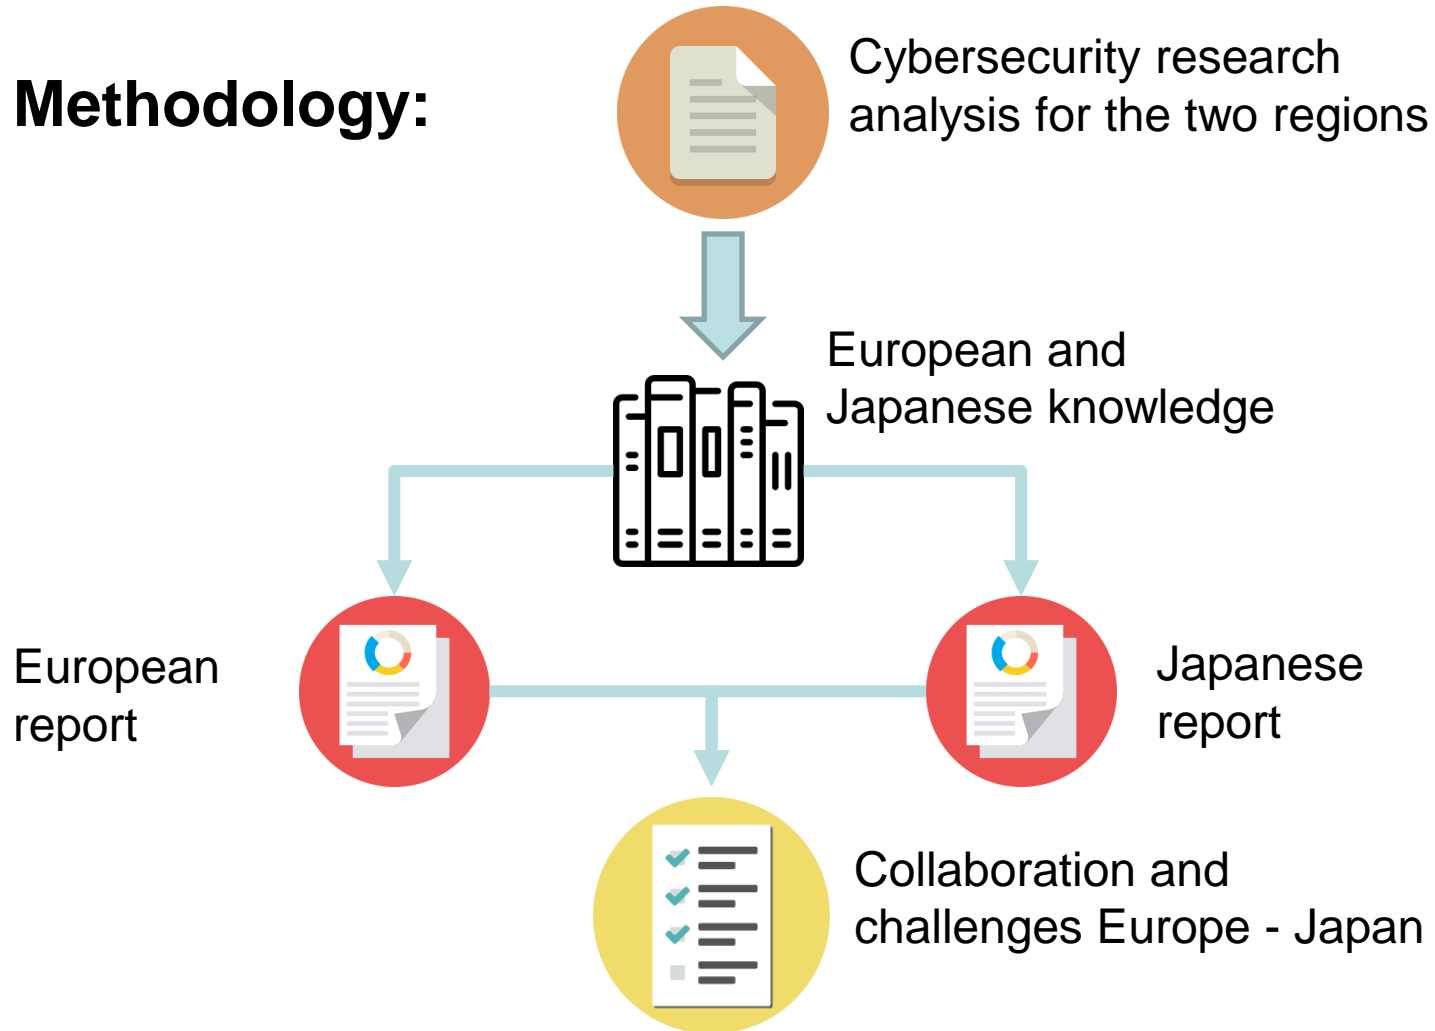 Methodology:
Cybersecurity research
analysis for the two regions
European and
Japanese knowledge
European
report
Japanese
report
Collaboration and
challenges Europe - Japan